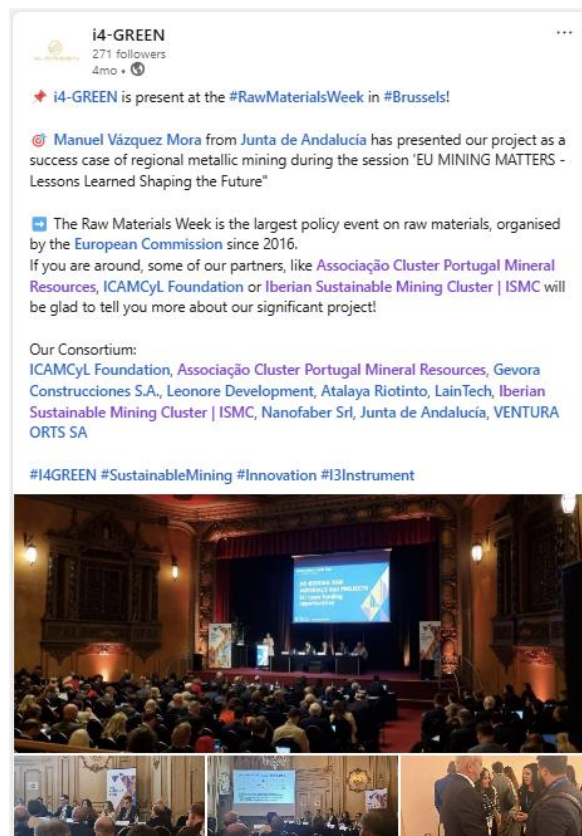 i4-GREEN
271 followers
4mo •
📌 i4-GREEN is present at the #RawMaterialsWeek in #Brussels!
🎯 Manuel Vázquez Mora from Junta de Andalucía has presented our project as a
success case of regional metallic mining during the session 'EU MINING MATTERS -
Lessons Learned Shaping the Future"
➡️ The Raw Materials Week is the largest policy event on raw materials, organised
by the European Commission since 2016.
If you are around, some of our partners, like Associação Cluster Portugal Mineral
Resources, ICAMCyL Foundation or Iberian Sustainable Mining Cluster | ISMC will
be glad to tell you more about our significant project!
Our Consortium:
ICAMCyL Foundation, Associação Cluster Portugal Mineral Resources, Gevora
Construcciones S.A., Leonore Development, Atalaya Riotinto, LainTech, Iberian
Sustainable Mining Cluster | ISMC, Nanofaber Srl, Junta de Andalucía, VENTURA
ORTS SA
#I4GREEN #SustainableMining #Innovation #I3Instrument
MATERIALS R&I PROJECTS